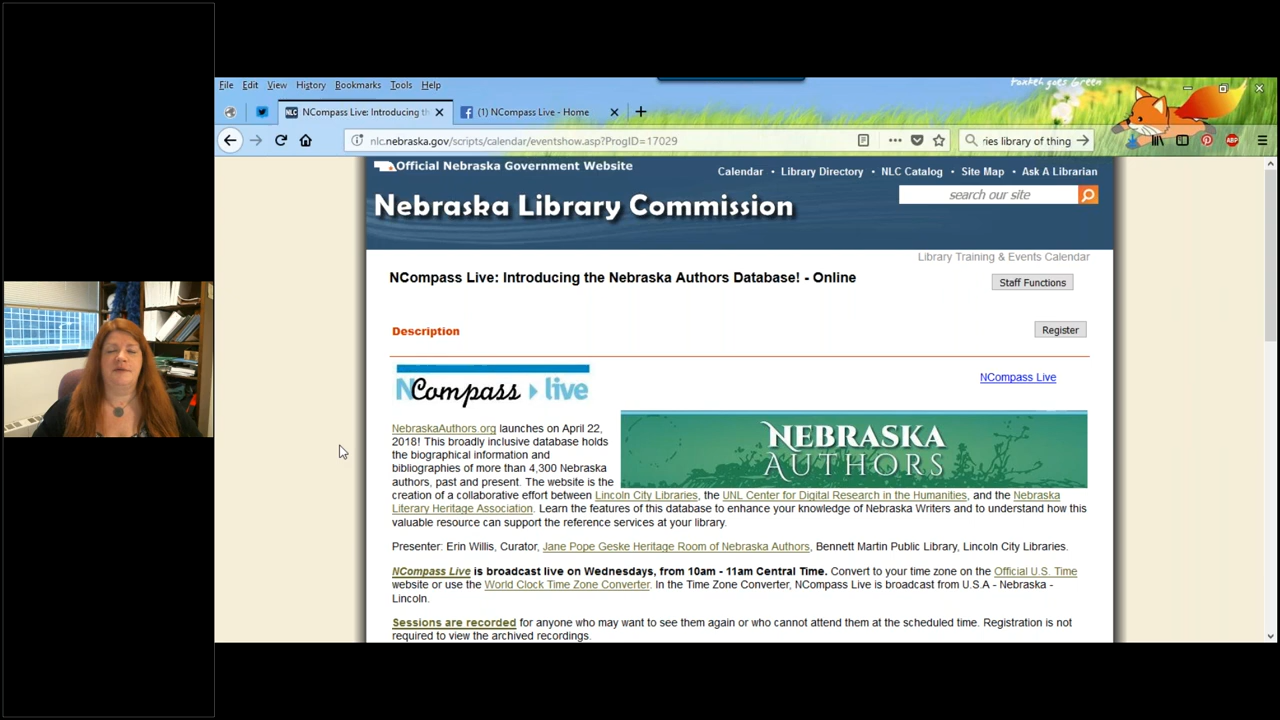 Foxkeh goes Green
File Edit View History Bookmarks Tools Help
NLC NCompass Live: Introducing th
(1) NCompass Live - Home
nlc.nebraska.gov/scripts/calendar/eventshow.asp?ProgID=17029
ries library of thing
ABP
Official Nebraska Government Website
Calendar • Library Directory • NLC Catalog • Site Map • Ask A Librarian
Nebraska Library Commission
search our site
Library Training & Events Calendar
NCompass Live: Introducing the Nebraska Authors Database! - Online
Staff Functions
Description
Register
NCompass live
NCompass Live
NEBRASKA
AUTHORS
NebraskaAuthors.org launches on April 22,
2018! This broadly inclusive database holds
the biographical information and
bibliographies of more than 4,300 Nebraska
authors, past and present. The website is the
creation of a collaborative effort between Lincoln City Libraries, the UNL Center for Digital Research in the Humanities, and the Nebraska
Literary Heritage Association. Learn the features of this database to enhance your knowledge of Nebraska Writers and to understand how this
valuable resource can support the reference services at your library.
Presenter: Erin Willis, Curator, Jane Pope Geske Heritage Room of Nebraska Authors, Bennett Martin Public Library, Lincoln City Libraries.
NCompass Live is broadcast live on Wednesdays, from 10am - 11am Central Time. Convert to your time zone on the Official U.S. Time
website or use the World Clock Time Zone Converter. In the Time Zone Converter, NCompass Live is broadcast from U.S.A - Nebraska -
Lincoln.
Sessions are recorded for anyone who may want to see them again or who cannot attend them at the scheduled time. Registration is not
required to view the archived recordings.